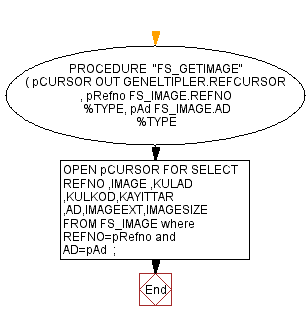 PROCEDURE "FS_GETIMAGE"
( pCURSOR OUT GENELTIPLER.REFCURSOR
, pRefno FS_IMAGE.REFNO
%TYPE, pAd FS_IMAGE.AD
%TYPE
OPEN pCURSOR FOR SELECT
REFNO ,IMAGE ,KULAD
,KULKOD,KAYITTAR
,AD,IMAGEEXT,IMAGESIZE
FROM FS_IMAGE where
REFNO=pRefno and
AD=pAd ;
End